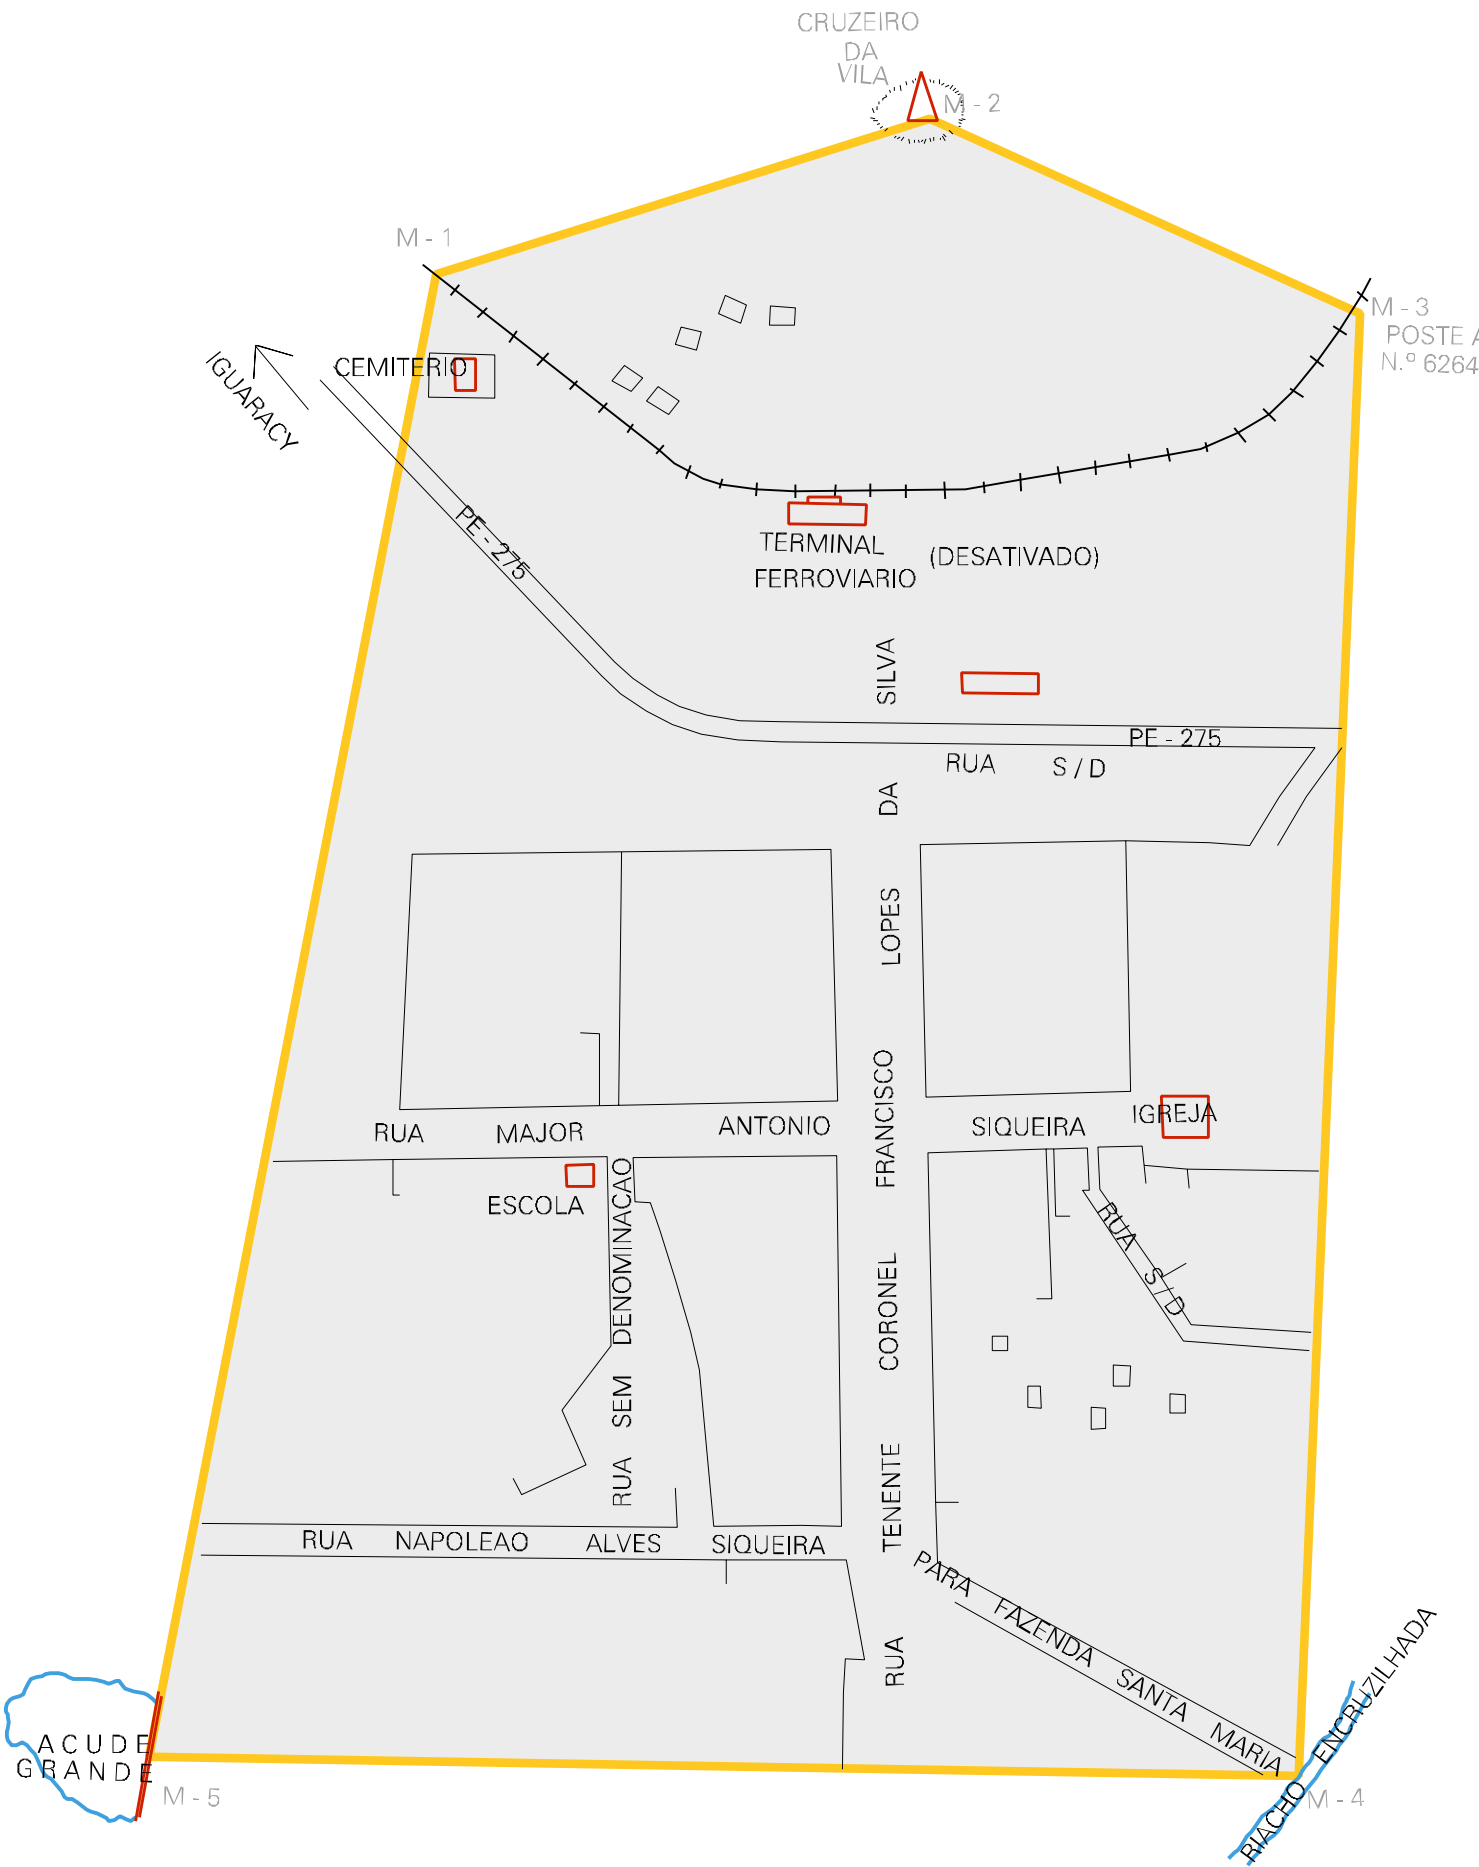 CRUZEIRO
DA
VILA
M - 2
M - 1
M - 3
POSTE A
N.º 6264
IGUARACY
CEMITERIO
PE - 275
TERMINAL
FERROVIARIO
(DESATIVADO)
PE - 275
RUA S / D
RUA TENENTE CORONEL FRANCISCO LOPES DA SILVA
RUA MAJOR ANTONIO SIQUEIRA
IGREJA
ESCOLA
RUA SEM DENOMINACAO
RUA S / D
RUA NAPOLEAO ALVES SIQUEIRA
PARA FAZENDA SANTA MARIA
RIACHO ENCRUZILHADA
ACUDE
GRANDE
M - 5
M - 4